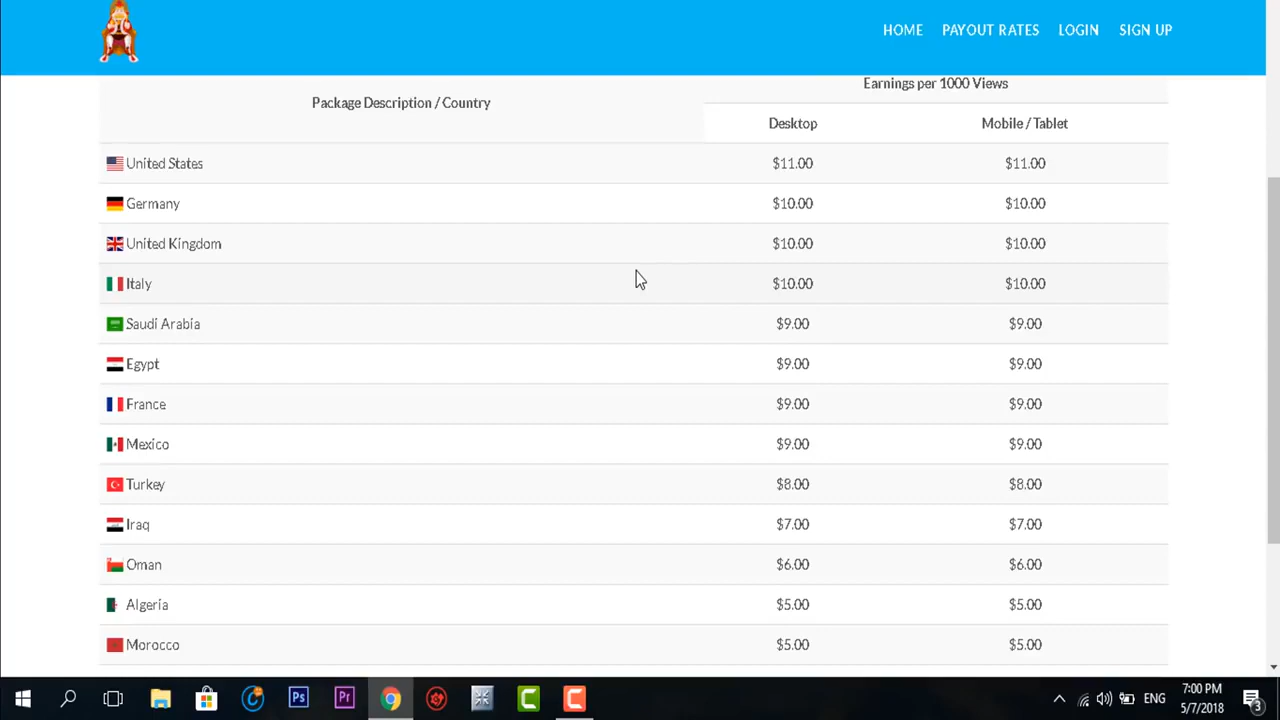 HOME PAYOUT RATES LOGIN SIGN UP
Earnings per 1000 Views
Package Description / Country
Desktop Mobile / Tablet
United States $11.00 $11.00
Germany $10.00 $10.00
United Kingdom $10.00 $10.00
Italy $10.00 $10.00
Saudi Arabia $9.00 $9.00
Egypt $9.00 $9.00
France $9.00 $9.00
Mexico $9.00 $9.00
Turkey $8.00 $8.00
Iraq $7.00 $7.00
Oman $6.00 $6.00
Algeria $5.00 $5.00
Morocco $5.00 $5.00
Ps Pr C C ENG 7:00 PM
5/7/2018 3